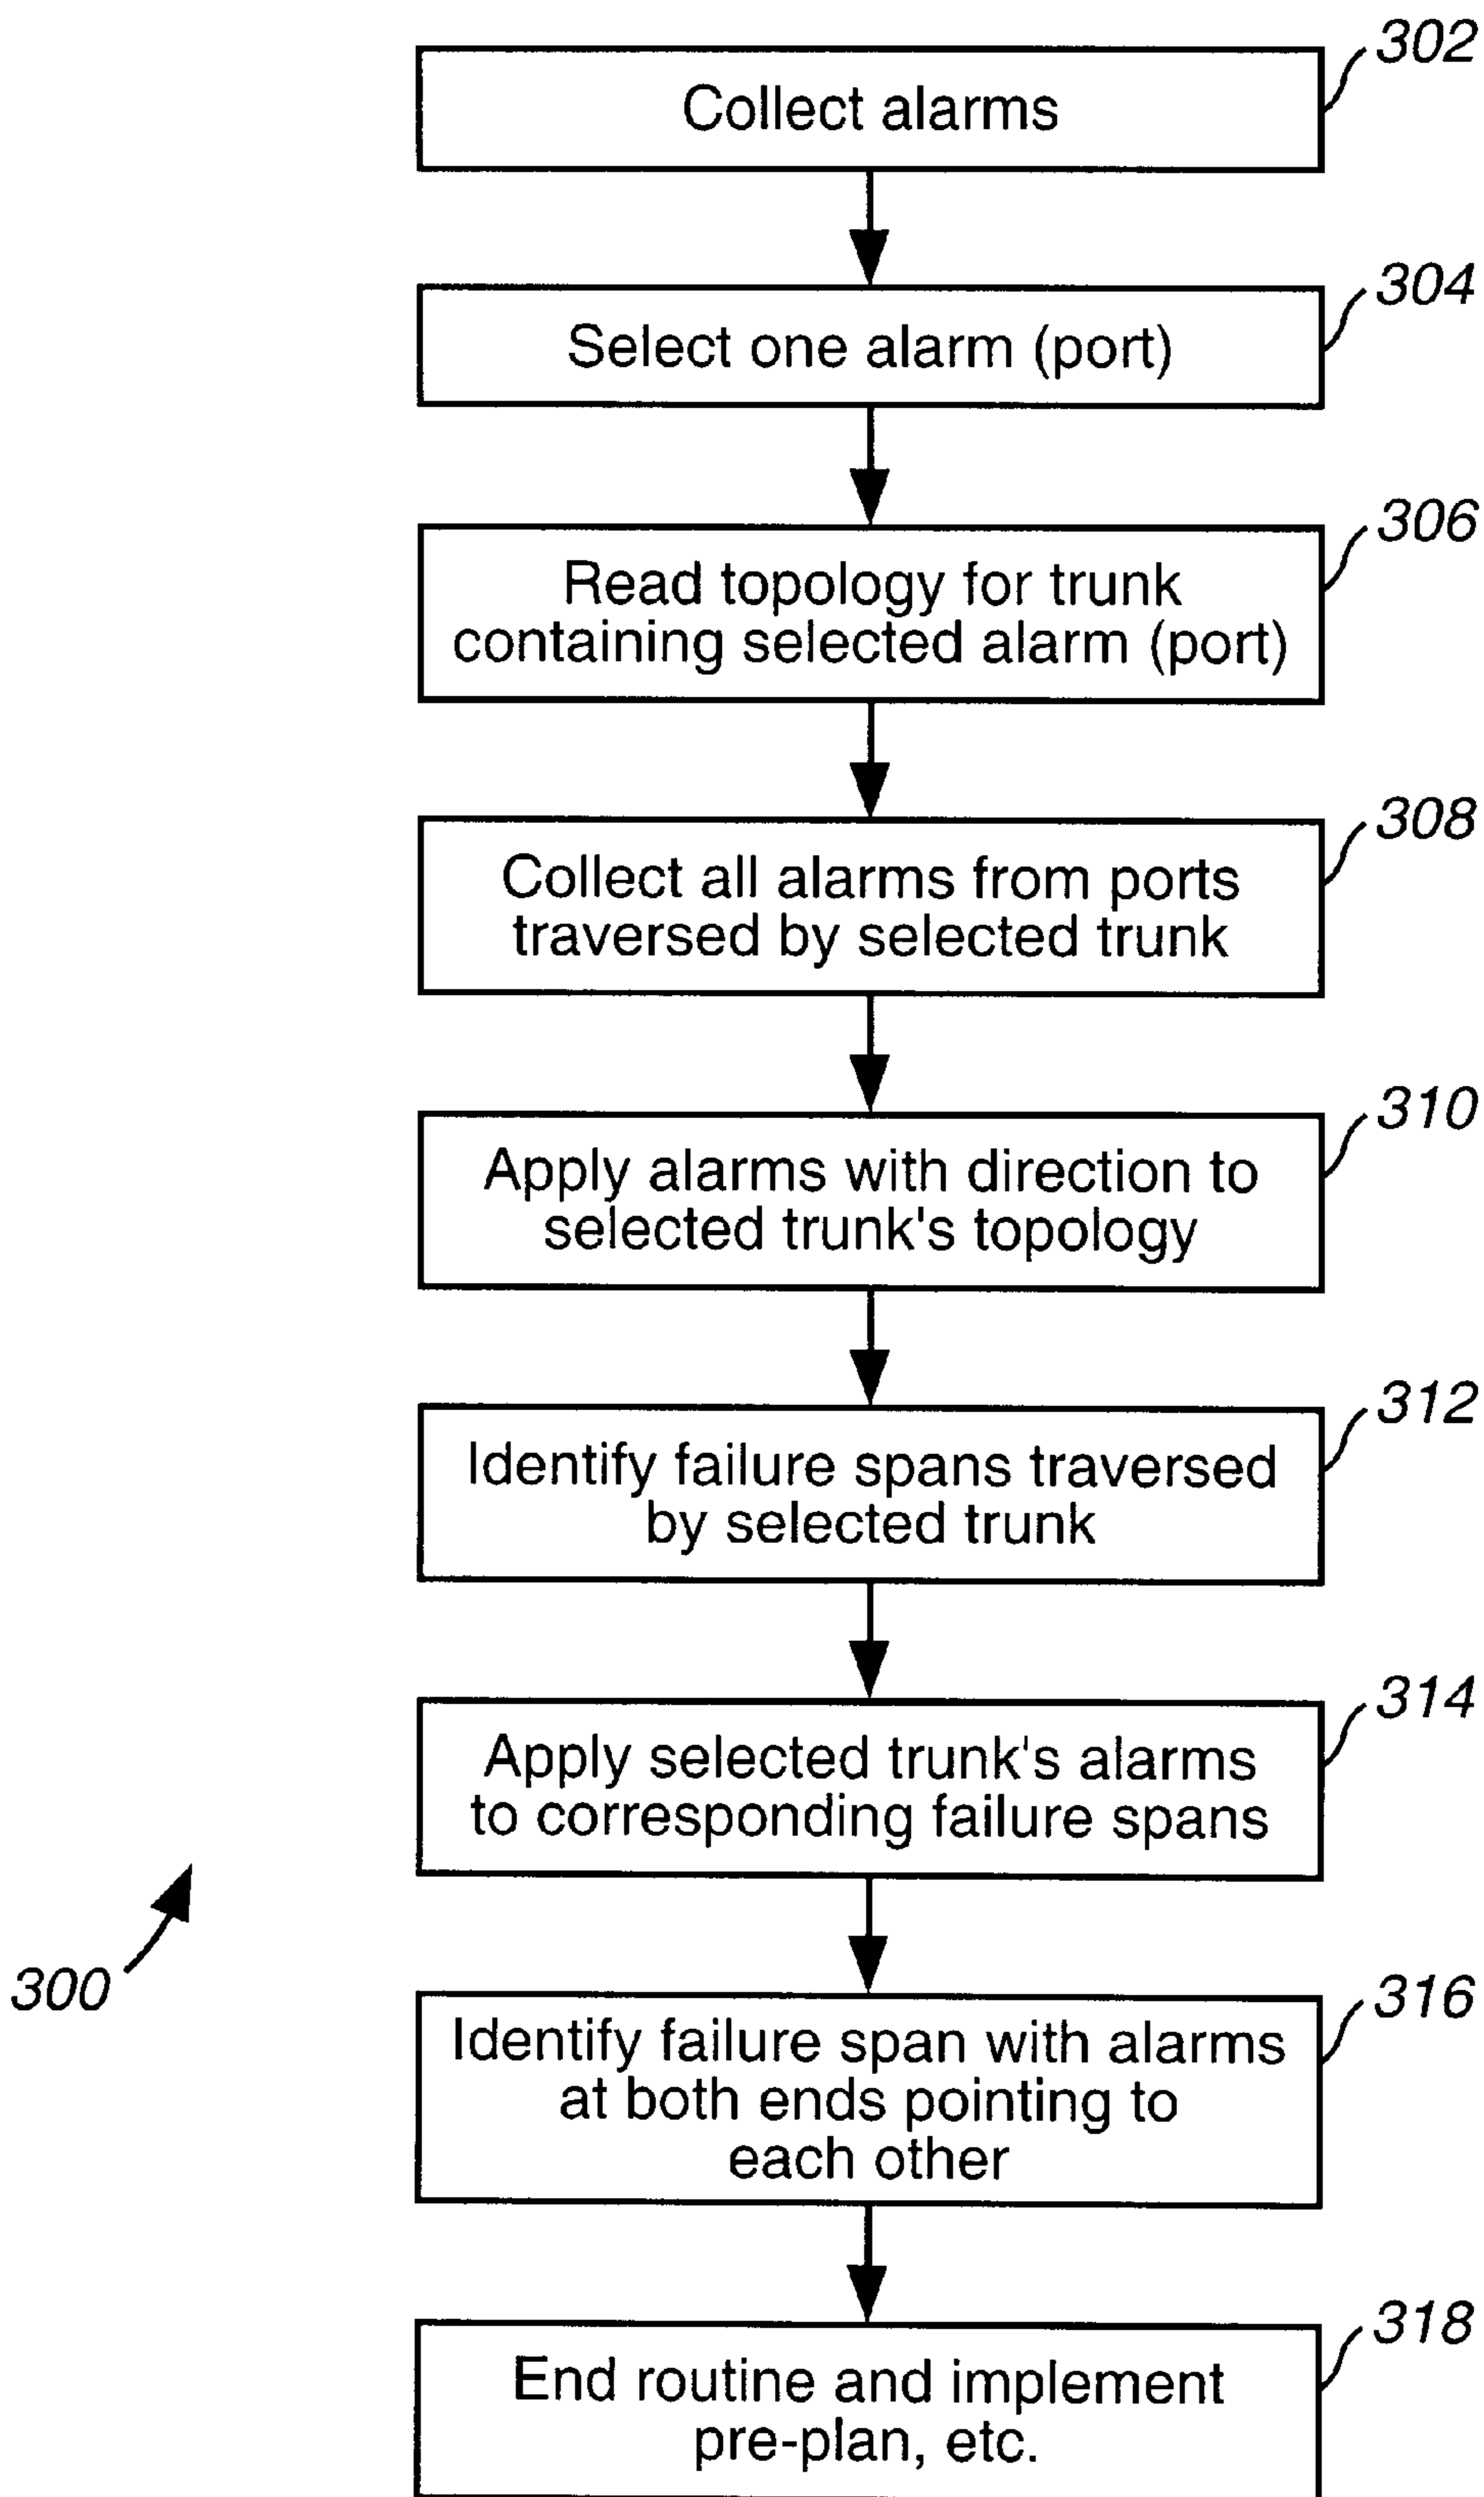 302
Collect alarms
304
Select one alarm (port)
306
Read topology for trunk
containing selected alarm (port)
308
Collect all alarms from ports
traversed by selected trunk
310
Apply alarms with direction to
selected trunk's topology
312
Identify failure spans traversed
by selected trunk
314
Apply selected trunk's alarms
to corresponding failure spans
300
316
Identify failure span with alarms
at both ends pointing to
each other
318
End routine and implement
pre-plan, etc.